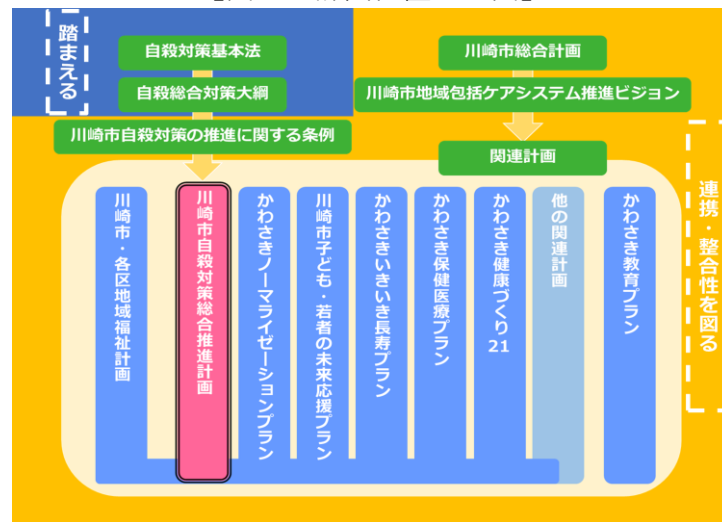 踏まえる
自殺対策基本法
自殺総合対策大綱
川崎市自殺対策の推進に関する条例
川崎市総合計画
川崎市地域包括ケアシステム推進ビジョン
関連計画
川崎市・各区地域福祉計画
川崎市自殺対策総合推進計画
かわさきノーマライゼーションプラン
川崎市子ども・若者の未来応援プラン
かわさきいきいき長寿プラン
かわさき保健医療プラン
かわさき健康づくり21
他の関連計画
かわさき教育プラン
連携・整合性を図る